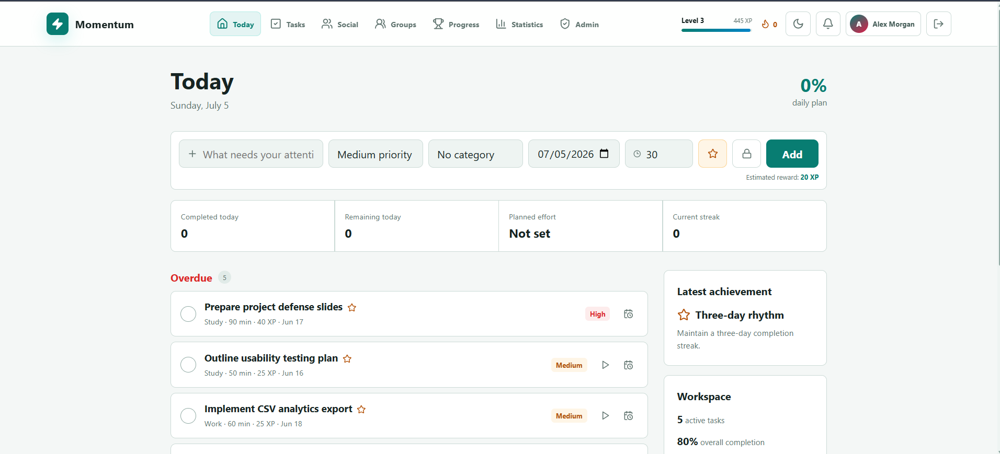 Momentum
Today
Tasks
Social
Groups
Progress
Statistics
Admin
Level 3
445 XP
0
A
Alex Morgan
Today
Sunday, July 5
0%
daily plan
What needs your attenti
Medium priority
No category
07/05/2026
30
Add
Estimated reward: 20 XP
Completed today
0
Remaining today
0
Planned effort
Not set
Current streak
0
Overdue 5
Prepare project defense slides
Study · 90 min · 40 XP · Jun 17
High
Outline usability testing plan
Study · 50 min · 25 XP · Jun 16
Medium
Implement CSV analytics export
Work · 60 min · 25 XP · Jun 18
Medium
Latest achievement
Three-day rhythm
Maintain a three-day completion
streak.
Workspace
5 active tasks
80% overall completion